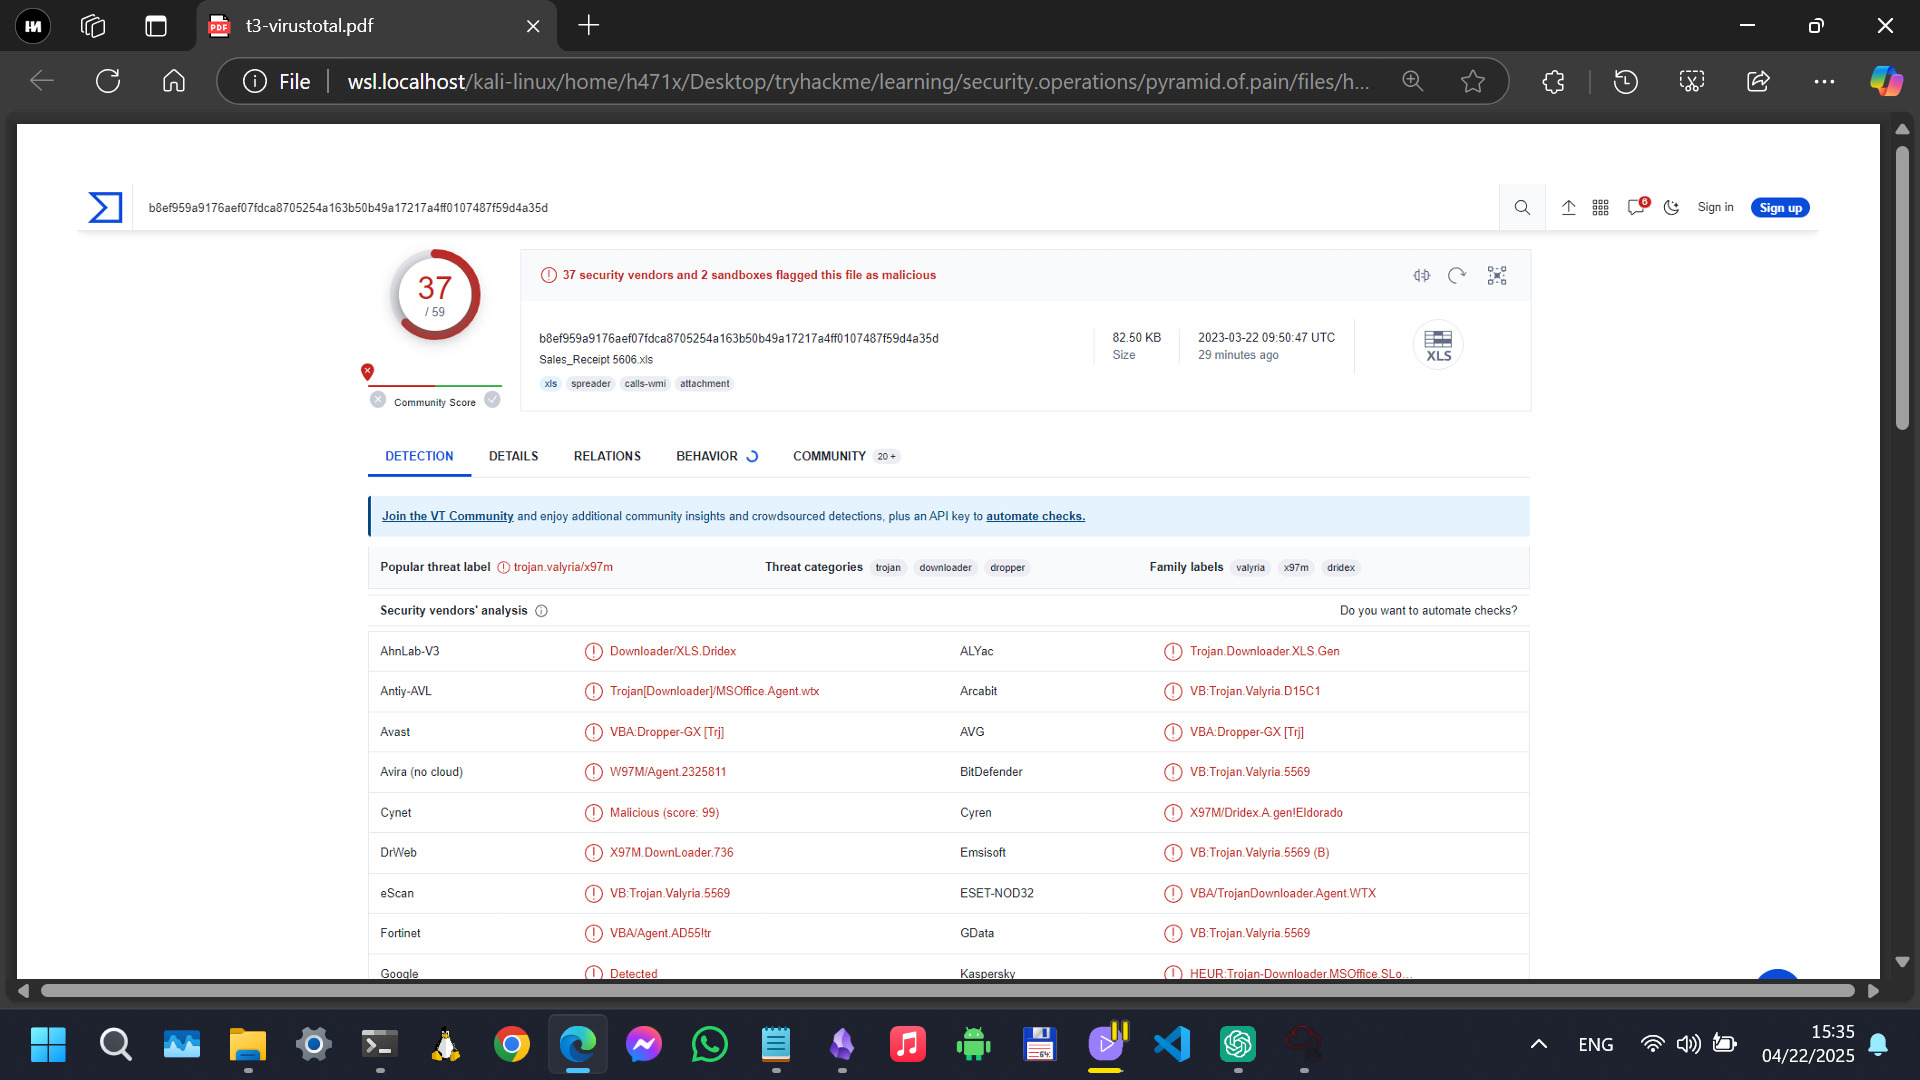 t3-virustotal.pdf
File wsl.localhost/kali-linux/home/h471x/Desktop/tryhackme/learning/security.operations/pyramid.of.pain/files/h...
b8ef959a9176aef07fdca8705254a163b50b49a17217a4ff0107487f59d4a35d
6
Sign in
Sign up
37
/ 59
Community Score
37 security vendors and 2 sandboxes flagged this file as malicious
b8ef959a9176aef07fdca8705254a163b50b49a17217a4ff0107487f59d4a35d
Sales_Receipt 5606.xls
xls spreader calls-wmi attachment
82.50 KB
Size
2023-03-22 09:50:47 UTC
29 minutes ago
XLS
DETECTION DETAILS RELATIONS BEHAVIOR COMMUNITY 20 +
Join the VT Community and enjoy additional community insights and crowdsourced detections, plus an API key to automate checks.
Popular threat label trojan.valyria/x97m Threat categories trojan downloader dropper Family labels valyria x97m dridex
Security vendors' analysis Do you want to automate checks?
AhnLab-V3 Downloader/XLS.Dridex ALYac Trojan.Downloader.XLS.Gen
Antiy-AVL Trojan[Downloader]/MSOffice.Agent.wtx Arcabit VB:Trojan.Valyria.D15C1
Avast VBA:Dropper-GX [Trj] AVG VBA:Dropper-GX [Trj]
Avira (no cloud) W97M/Agent.2325811 BitDefender VB:Trojan.Valyria.5569
Cynet Malicious (score: 99) Cyren X97M/Dridex.A.gen!Eldorado
DrWeb X97M.DownLoader.736 Emsisoft VB:Trojan.Valyria.5569 (B)
eScan VB:Trojan.Valyria.5569 ESET-NOD32 VBA/TrojanDownloader.Agent.WTX
Fortinet VBA/Agent.AD55!tr GData VB:Trojan.Valyria.5569
Google Detected Kaspersky HEUR:Trojan-Downloader.MSOffice.SLo...
ENG
15:35
04/22/2025